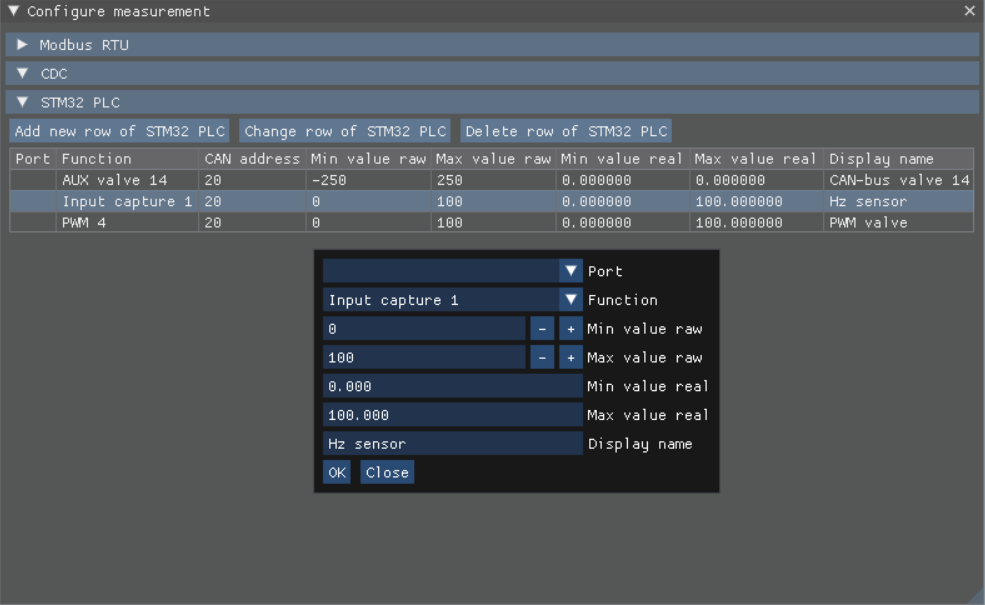 Configure measurement
Modbus RTU
CDC
STM32 PLC
Add new row of STM32 PLC Change row of STM32 PLC Delete row of STM32 PLC
Port Function CAN address Min value raw Max value raw Min value real Max value real Display name
AUX valve 14 20 -250 250 0.000000 0.000000 CAN-bus valve 14
Input capture 1 20 0 100 0.000000 100.000000 Hz sensor
PWM 4 20 0 100 0.000000 100.000000 PWM valve
Port
Input capture 1 Function
0 - + Min value raw
100 - + Max value raw
0.000 Min value real
100.000 Max value real
Hz sensor Display name
OK Close